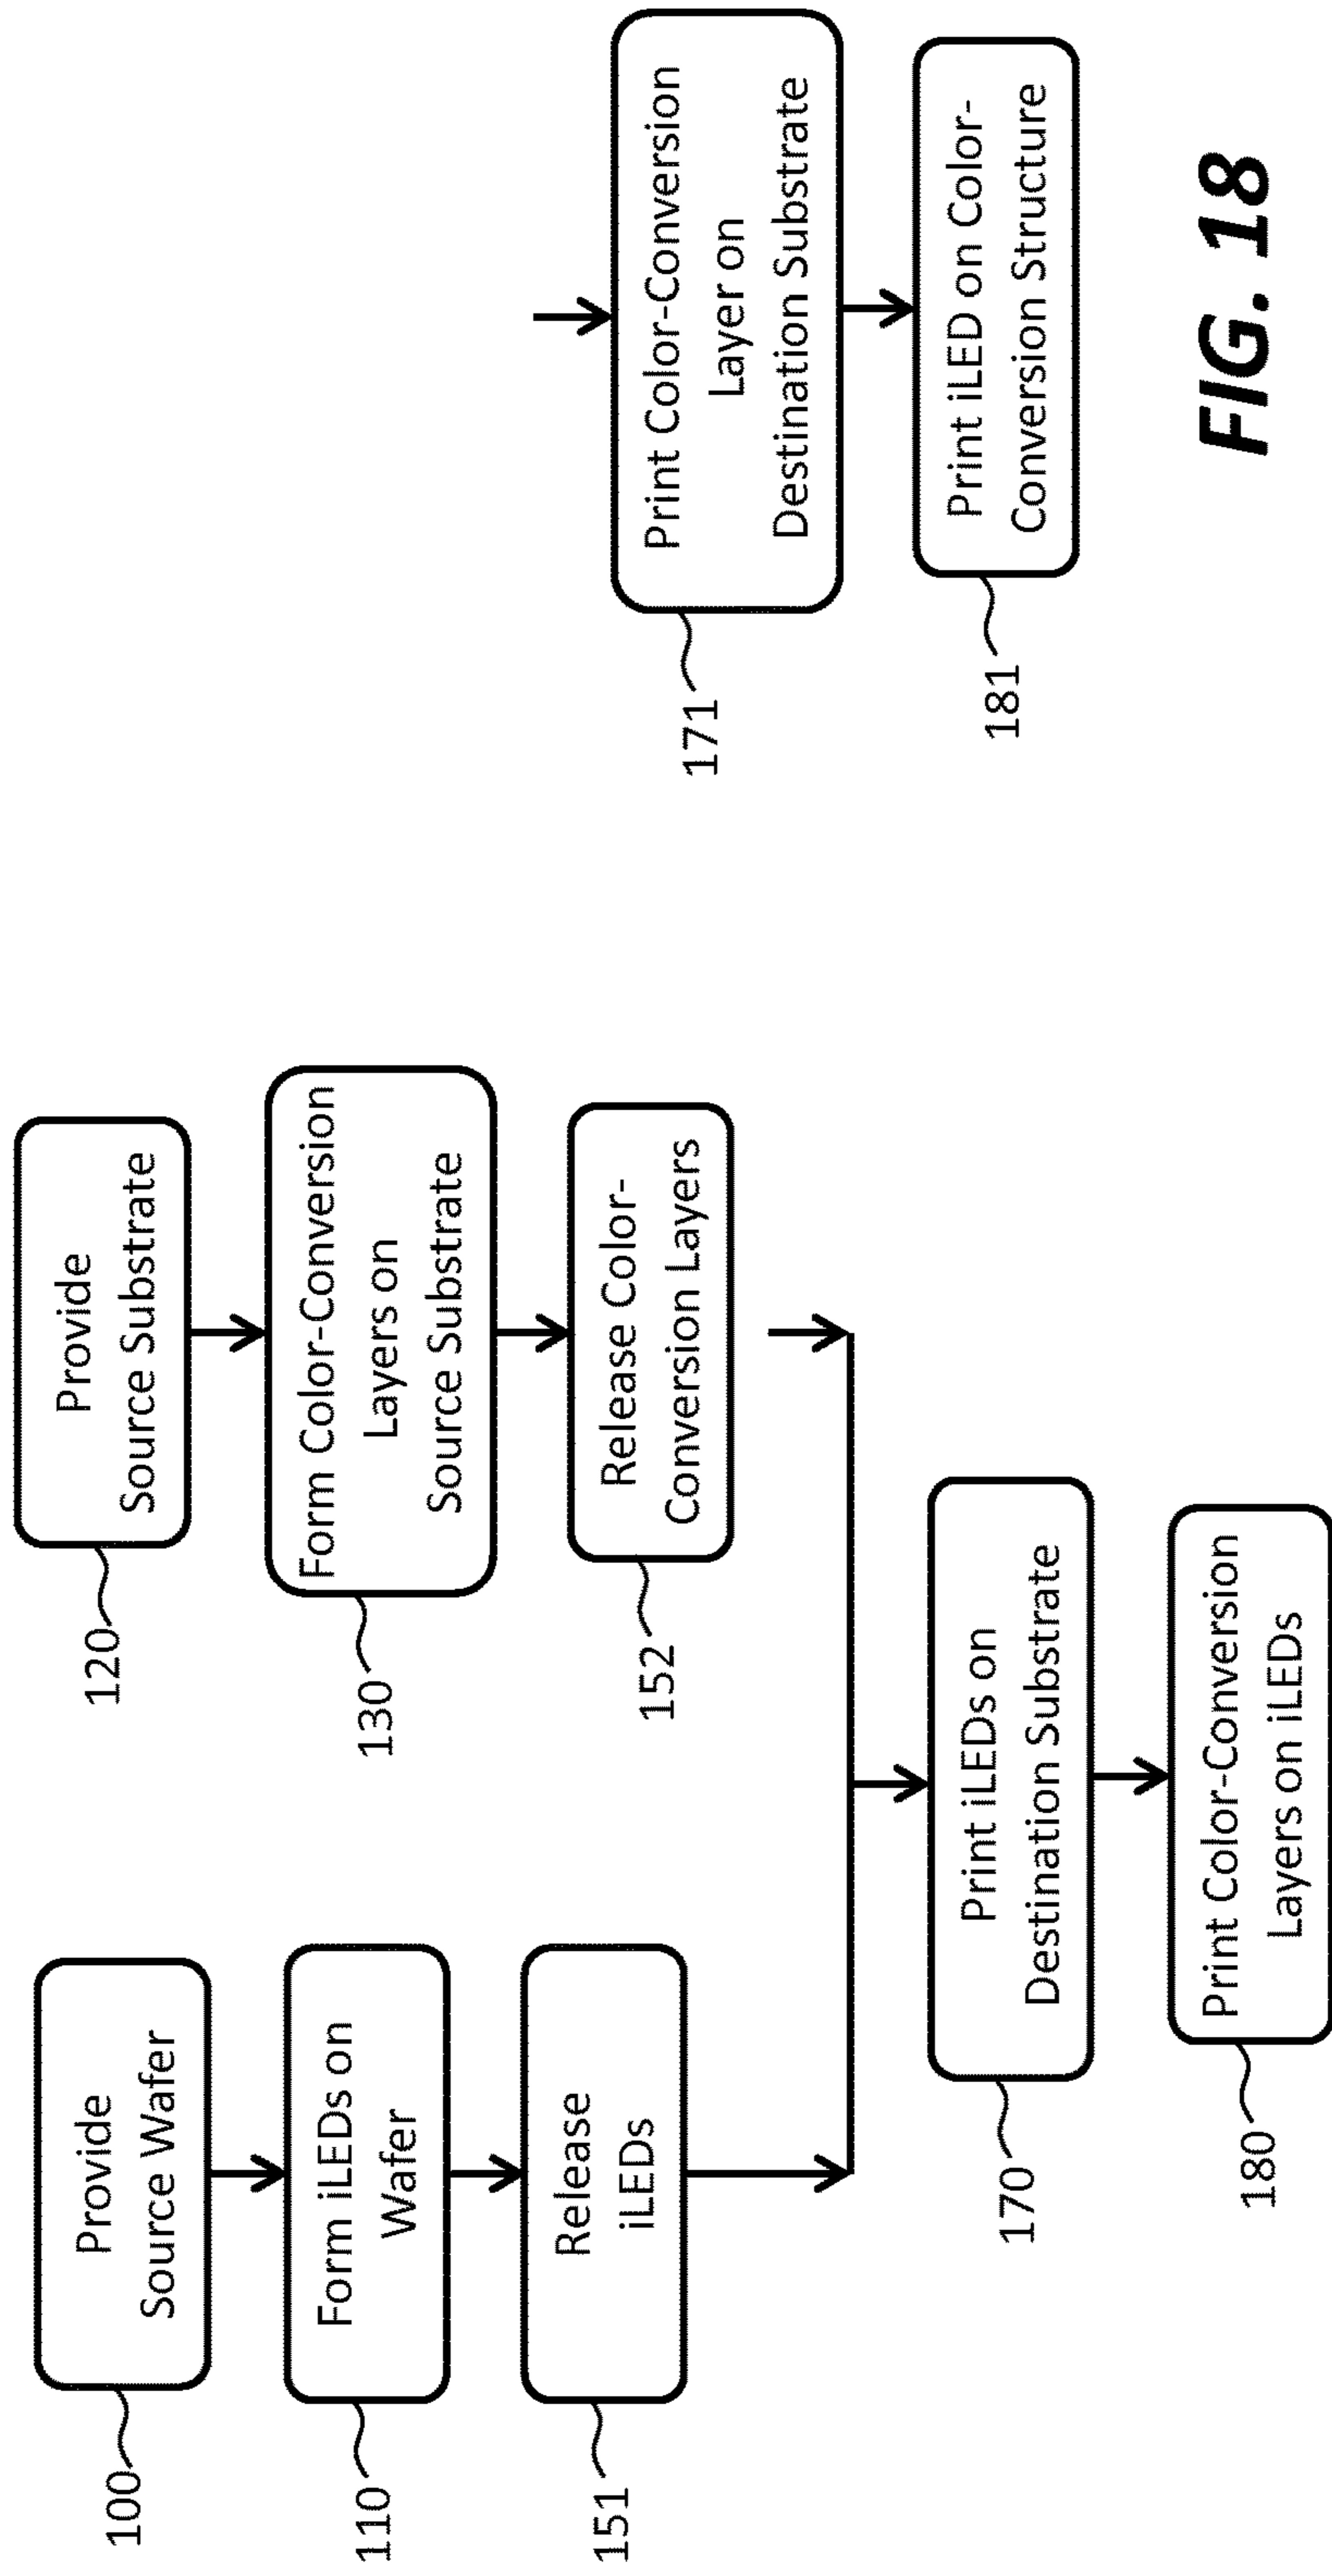 100
Provide
Source Wafer
110
Form iLEDs on
Wafer
151
Release
iLEDs
120
Provide
Source Substrate
130
Form Color-Conversion
Layers on
Source Substrate
152
Release Color-
Conversion Layers
170
Print iLEDs on
Destination Substrate
180
Print Color-Conversion
Layers on iLEDs
171
Print Color-Conversion
Layer on
Destination Substrate
181
Print iLED on Color-
Conversion Structure
FIG. 18